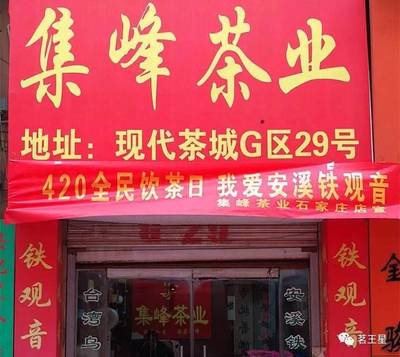 集峰茶业
地址：现代茶城G区29号
420全民饮茶日 我爱安溪铁观音
集峰茶业石家庄店宣
G 29
铁观音
台湾乌
集峰茶业
安溪铁
铁观音
茗王星